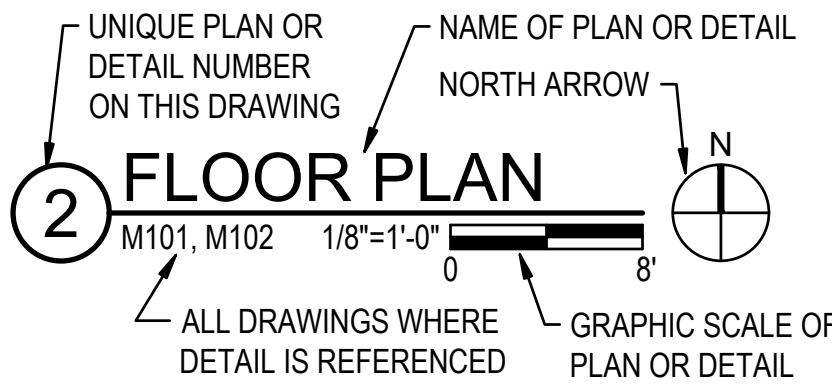 UNIQUE PLAN OR
DETAIL NUMBER
ON THIS DRAWING
NAME OF PLAN OR DETAIL
NORTH ARROW
N
2
FLOOR PLAN
M101, M102
1/8"=1'-0"
0
8'
ALL DRAWINGS WHERE
DETAIL IS REFERENCED
GRAPHIC SCALE OF
PLAN OR DETAIL